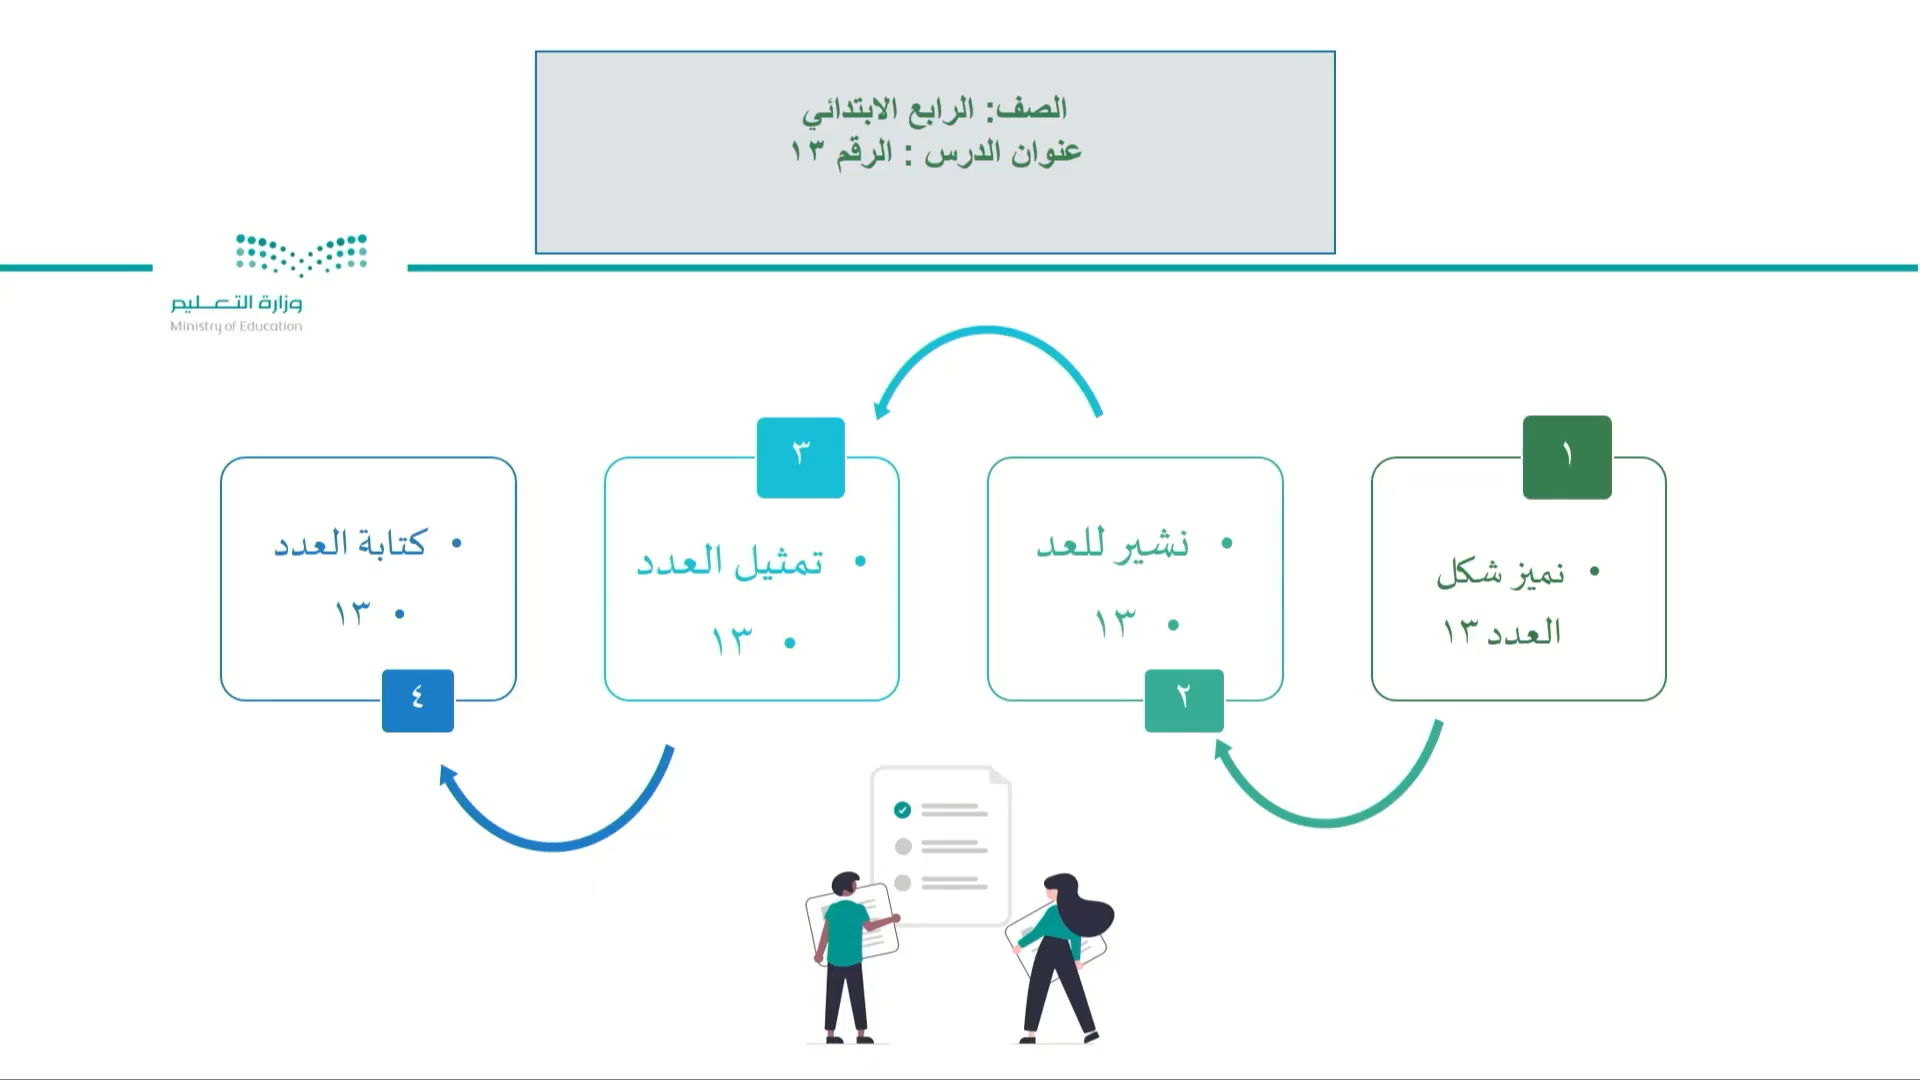 الصف: الرابع الابتدائي
عنوان الدرس : الرقم ١٣
وزارة التعليم
Ministry of Education
١
• نميز شكل
العدد ١٣
٢
• نشير للعد
• ١٣
٣
• تمثيل العدد
• ١٣
٤
• كتابة العدد
• ١٣